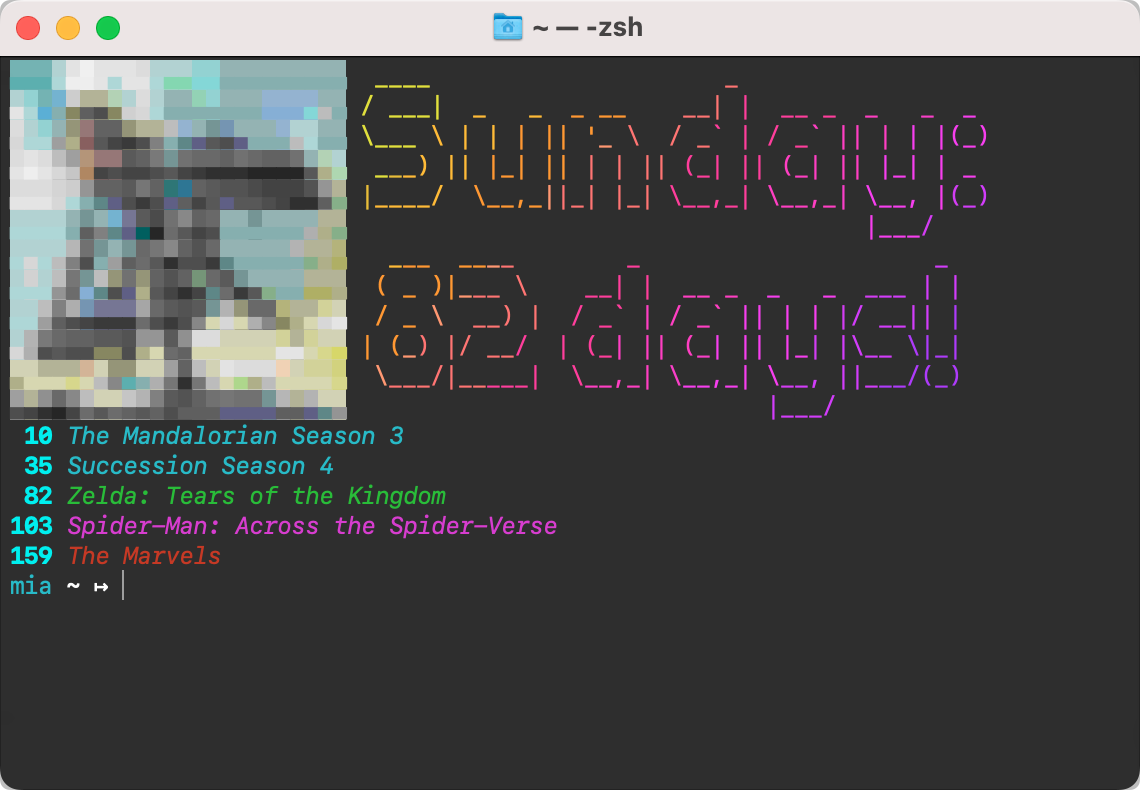 ~ — -zsh
Sunday:
82 days!
10 The Mandalorian Season 3
35 Succession Season 4
82 Zelda: Tears of the Kingdom
103 Spider-Man: Across the Spider-Verse
159 The Marvels
mia ~ ↦